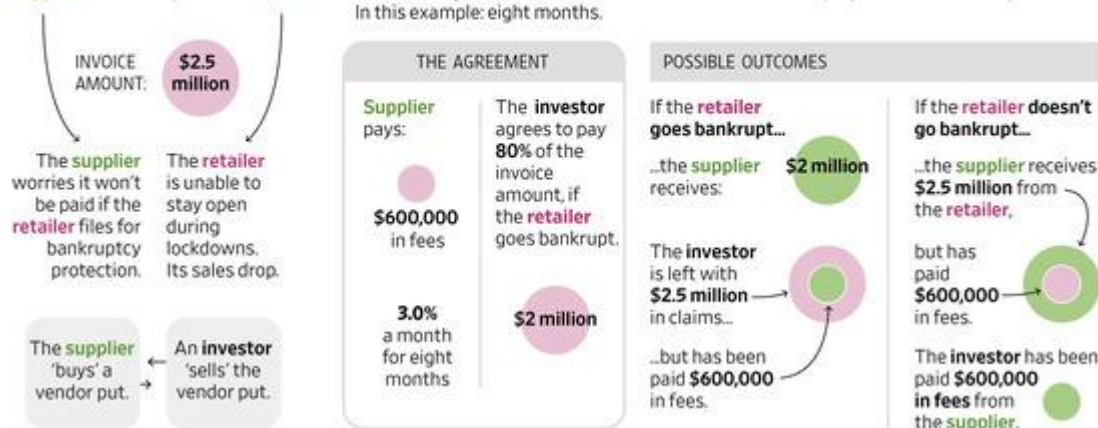 In this example: eight months.
INVOICE
AMOUNT:
$2.5
million
The supplier
worries it won't
be paid if the
retailer files for
bankruptcy
protection.
The retailer
is unable to
stay open
during
lockdowns.
Its sales drop.
The supplier
'buys' a
vendor put.
An investor
'sells' the
vendor put.
THE AGREEMENT
Supplier
pays:
$600,000
in fees
3.0%
a month
for eight
months
The investor
agrees to pay
80% of the
invoice
amount, if
the retailer
goes bankrupt.
$2 million
POSSIBLE OUTCOMES
If the retailer
goes bankrupt...
...the supplier
receives:
$2 million
The investor
is left with
$2.5 million
in claims...
...but has been
paid $600,000
in fees.
If the retailer doesn't
go bankrupt...
...the supplier receives
$2.5 million from
the retailer,
but has
paid
$600,000
in fees.
The investor has been
paid $600,000
in fees from
the supplier.